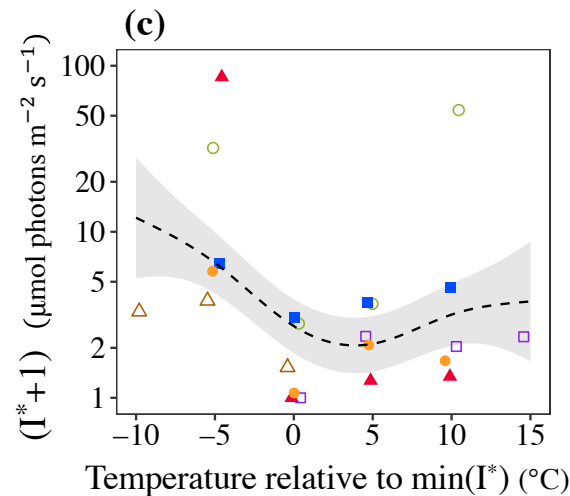 (c)
(I*+1) (μmol photons m⁻² s⁻¹)
100
50
20
10
5
2
1
−10 −5 0 5 10 15
Temperature relative to min(I*) (°C)